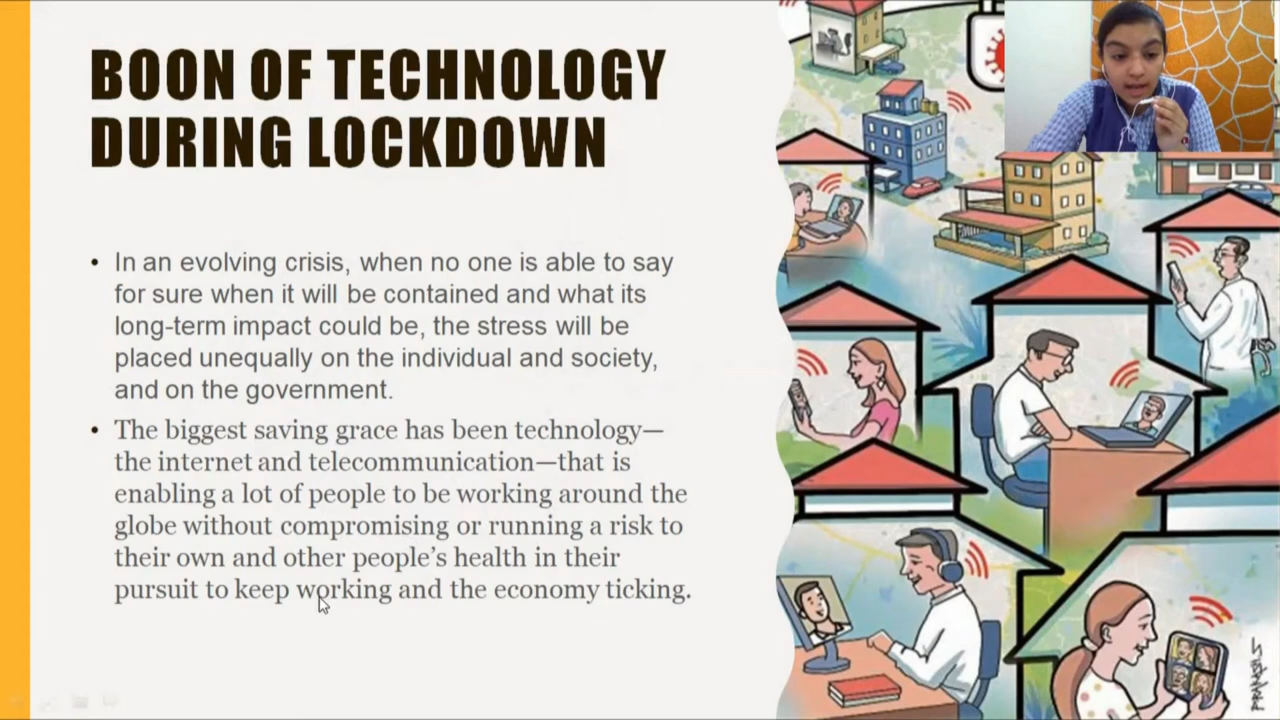 BOON OF TECHNOLOGY
DURING LOCKDOWN
• In an evolving crisis, when no one is able to say
for sure when it will be contained and what its
long-term impact could be, the stress will be
placed unequally on the individual and society,
and on the government.
• The biggest saving grace has been technology—
the internet and telecommunication—that is
enabling a lot of people to be working around the
globe without compromising or running a risk to
their own and other people’s health in their
pursuit to keep working and the economy ticking.